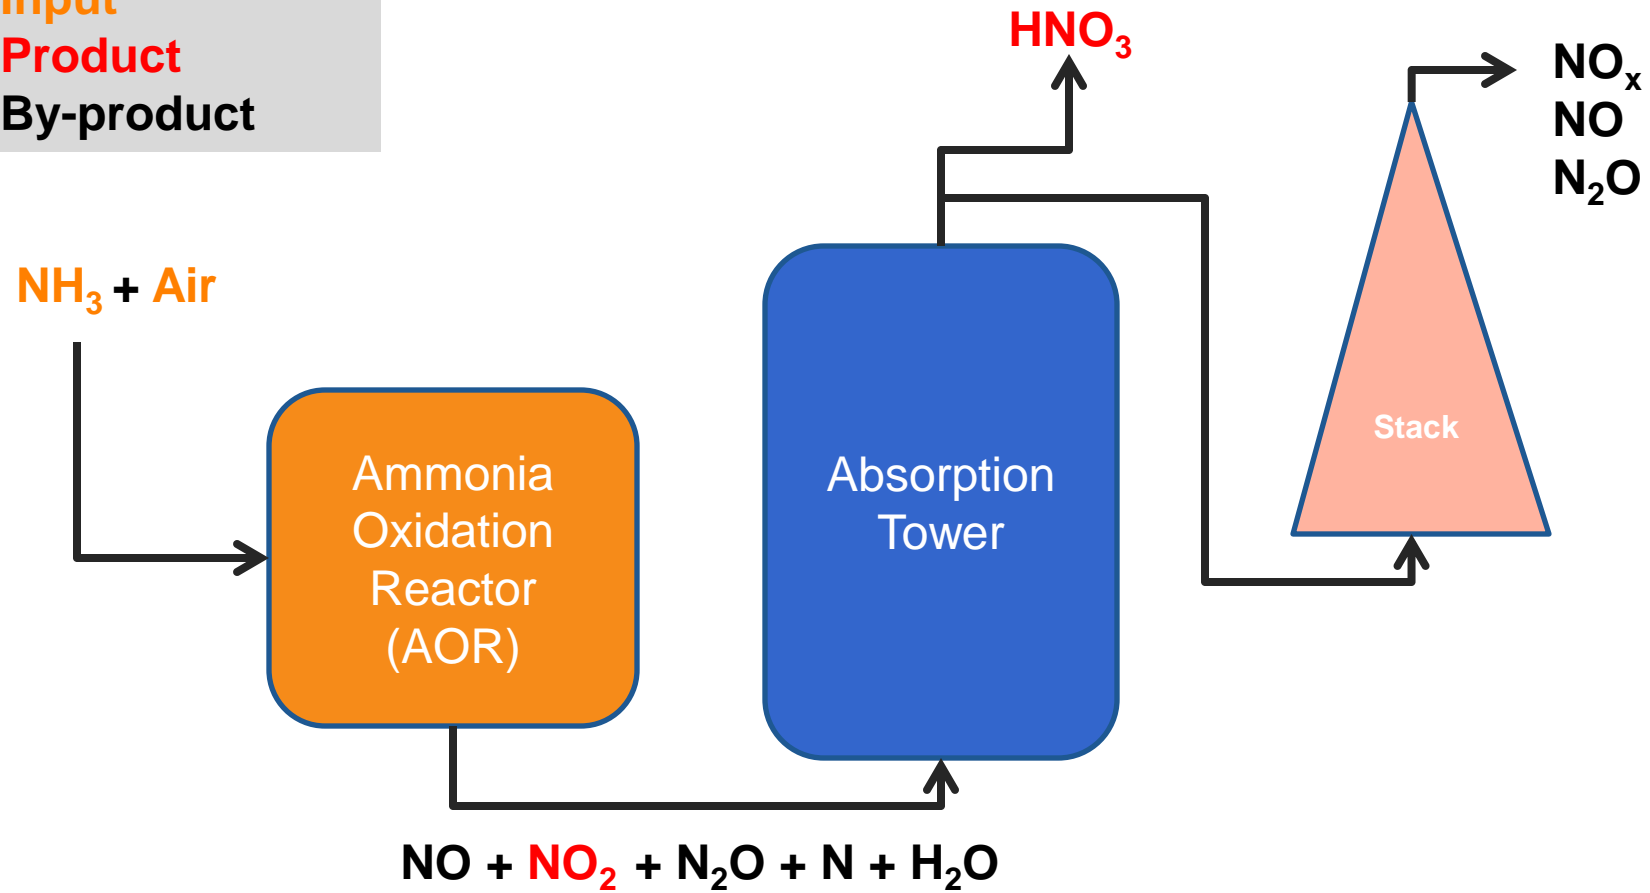 Input
Product
By-product
HNO₃
NOₓ
NO
N₂O
NH₃ + Air
Ammonia
Oxidation
Reactor
(AOR)
Absorption
Tower
Stack
NO + NO₂ + N₂O + N + H₂O